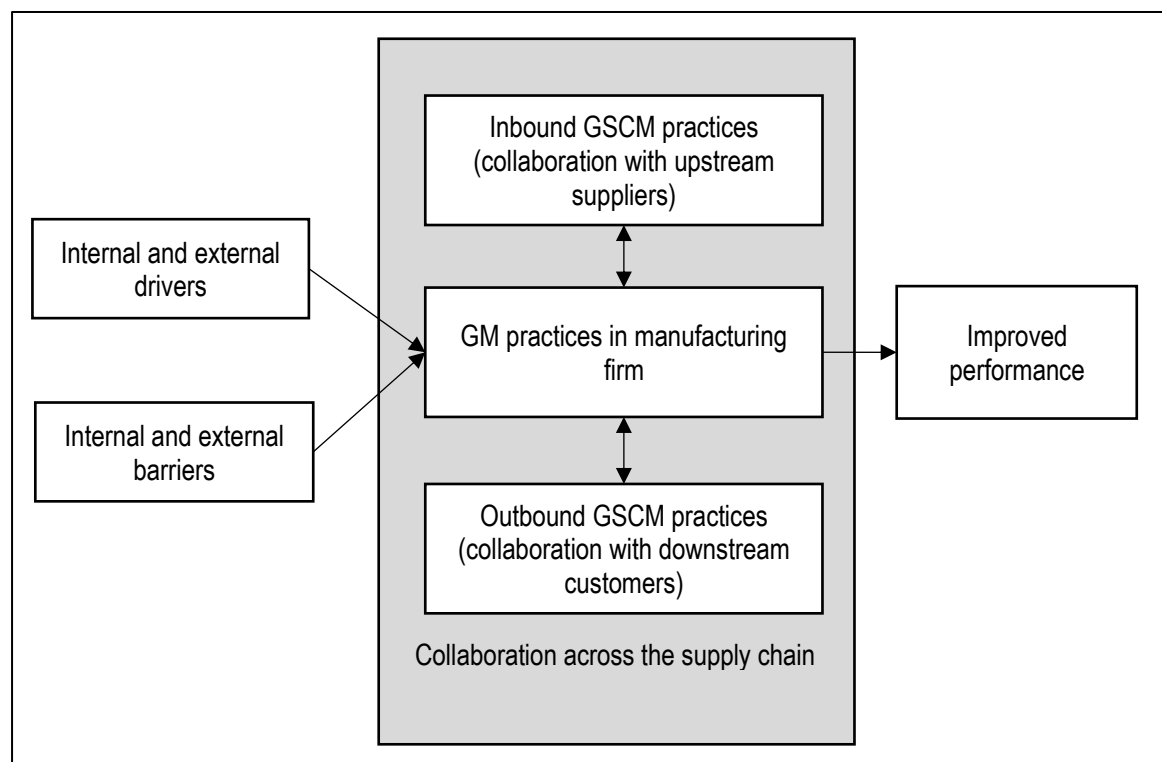 Inbound GSCM practices
(collaboration with upstream
suppliers)
Internal and external
drivers
GM practices in manufacturing
firm
Improved
performance
Internal and external
barriers
Outbound GSCM practices
(collaboration with downstream
customers)
Collaboration across the supply chain